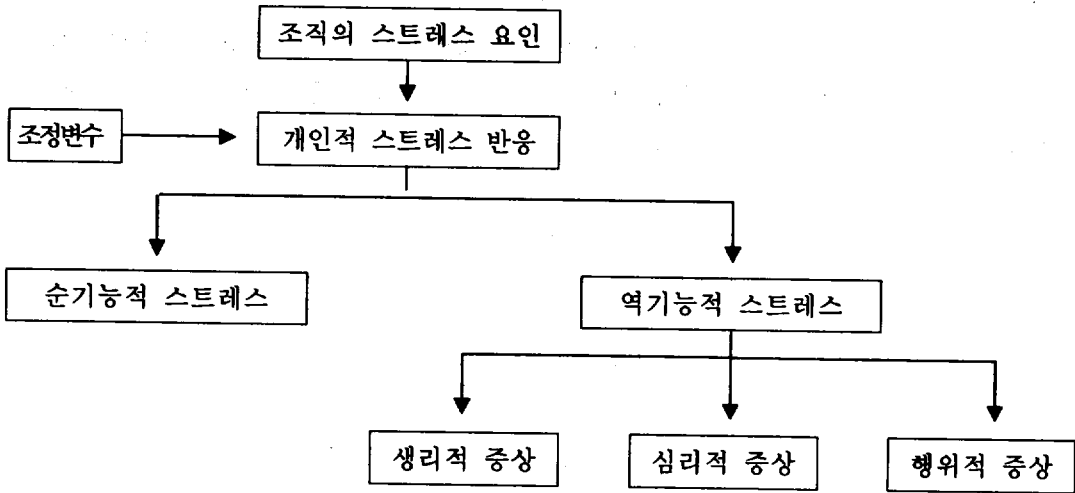 조직의 스트레스 요인
조정변수
개인적 스트레스 반응
순기능적 스트레스
역기능적 스트레스
생리적 증상
심리적 증상
행위적 증상